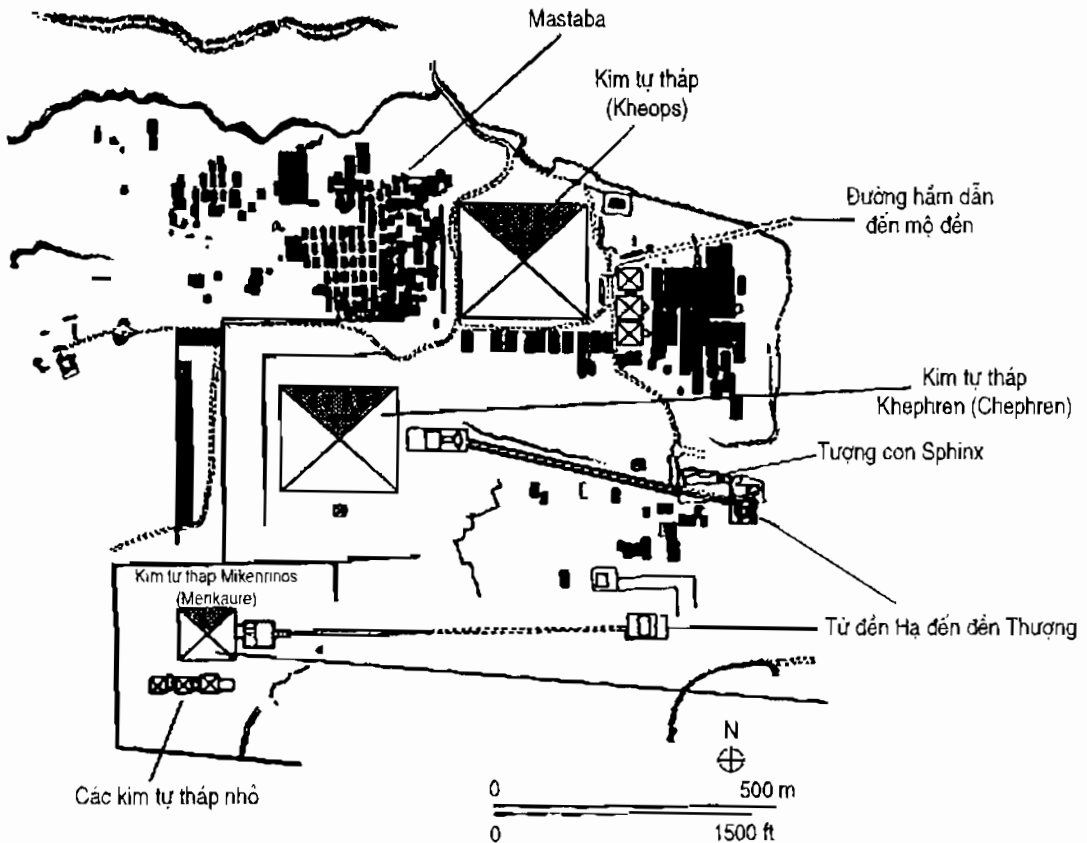 Mastaba
Kim tự tháp
(Kheops)
Đường hầm dẫn
đến mộ đền
Kim tự tháp
Khephren (Chephren)
Tượng con Sphinx
Kim tự tháp Mikenrinos
(Menkaure)
Từ đền Hạ đến đền Thượng
Các kim tự tháp nhỏ
N
0 500 m
0 1500 ft